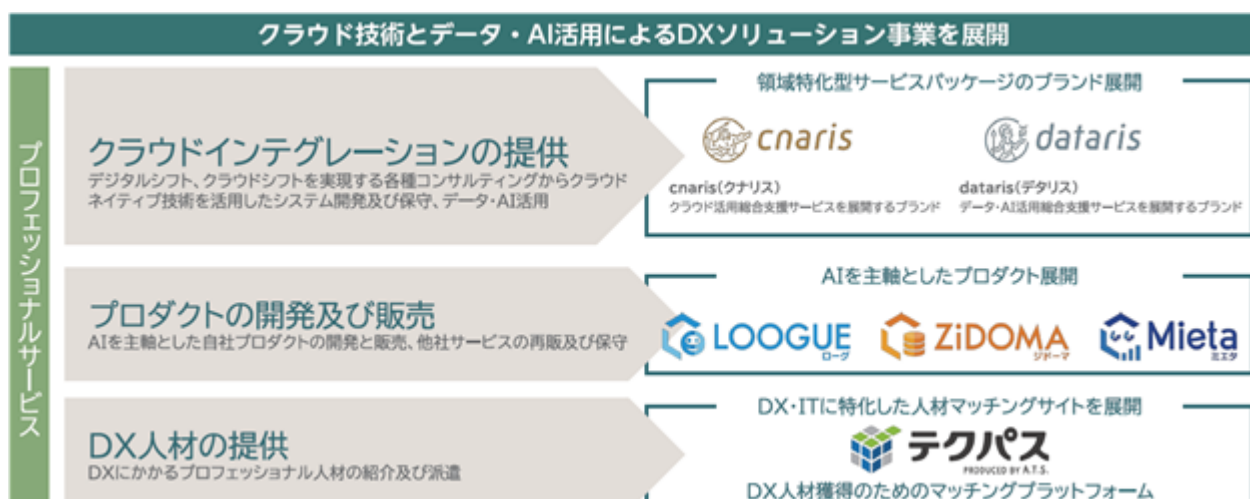 クラウド技術とデータ・AI活用によるDXソリューション事業を展開
プロフェッショナルサービス
クラウドインテグレーションの提供
デジタルシフト、クラウドシフトを実現する各種コンサルティングからクラウド
ネイティブ技術を活用したシステム開発及び保守、データ・AI活用
領域特化型サービスパッケージのブランド展開
cnaris
dataris
cnaris(クナリス)
クラウド活用総合支援サービスを展開するブランド
dataris(デタリス)
データ・AI活用総合支援サービスを展開するブランド
プロダクトの開発及び販売
AIを主軸とした自社プロダクトの開発と販売、他社サービスの再販及び保守
AIを主軸としたプロダクト展開
LOOGUE
ローグ
ZiDOMA
ジドーマ
Mieta
ミエタ
DX人材の提供
DXにかかるプロフェッショナル人材の紹介及び派遣
DX・ITに特化した人材マッチングサイトを展開
テクパス
PRODUCED BY A.T.S.
DX人材獲得のためのマッチングプラットフォーム